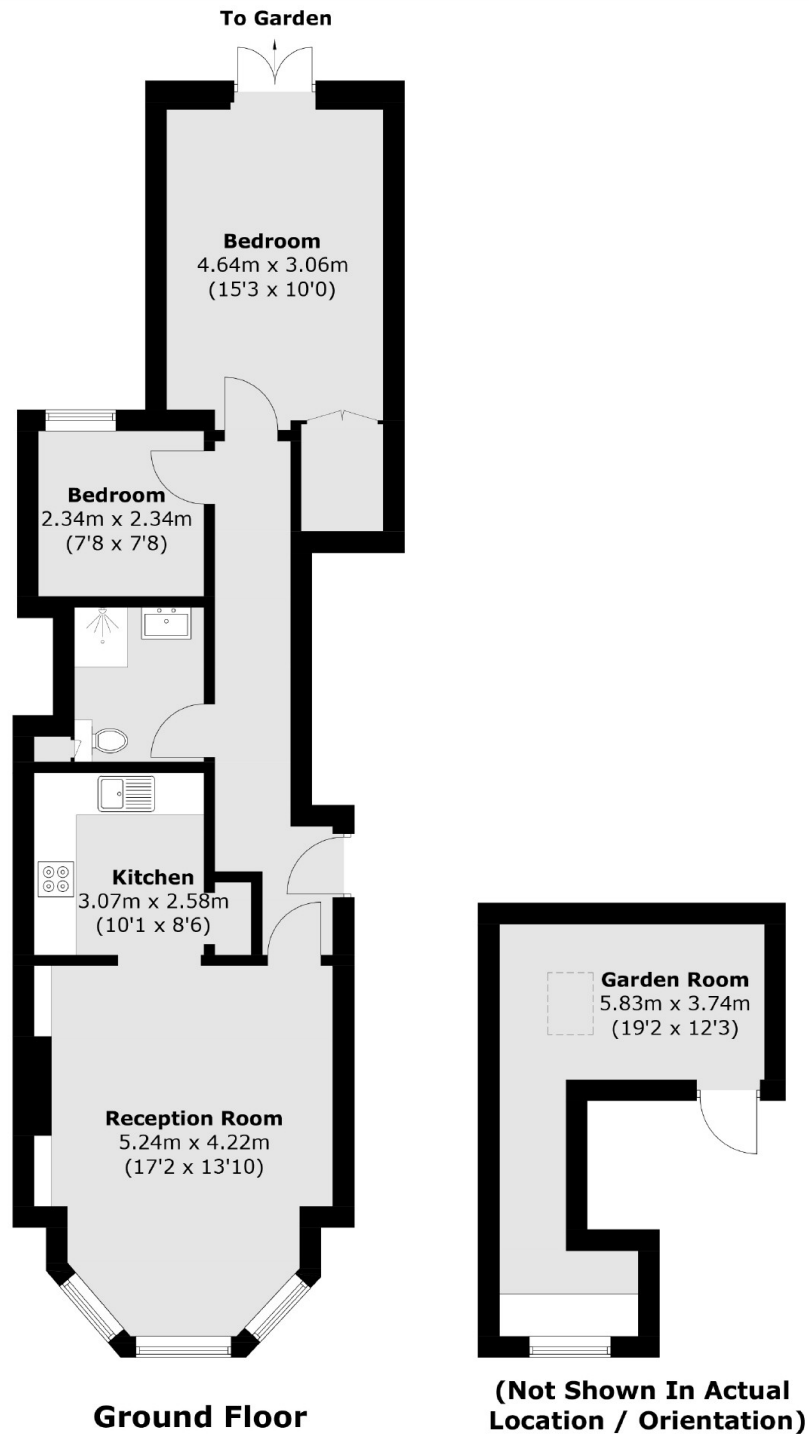 To Garden
Bedroom
4.64m x 3.06m
(15'3 x 10'0)
Bedroom
2.34m x 2.34m
(7'8 x 7'8)
Kitchen
3.07m x 2.58m
(10'1 x 8'6)
Reception Room
5.24m x 4.22m
(17'2 x 13'10)
Ground Floor
Garden Room
5.83m x 3.74m
(19'2 x 12'3)
(Not Shown In Actual
Location / Orientation)